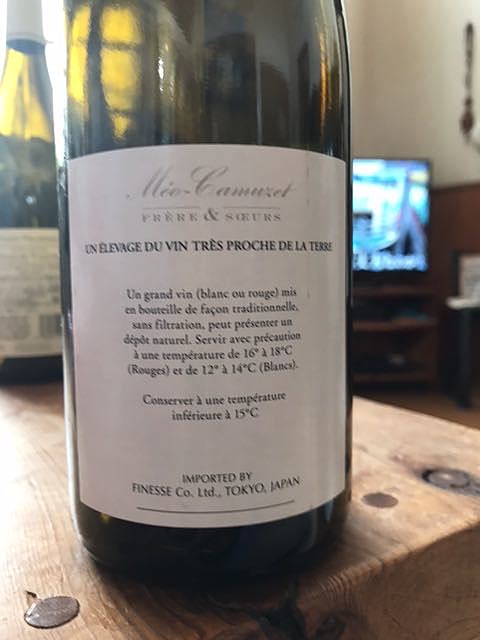 Méo-Camuzet
FRÈRE & SŒURS
UN ÉLEVAGE DU VIN TRÈS PROCHE DE LA TERRE
Un grand vin (blanc ou rouge) mis
en bouteille de façon traditionnelle,
sans filtration, peut présenter un
dépôt naturel. Servir avec précaution
à une température de 16° à 18°C
(Rouges) et de 12° à 14°C (Blancs).
Conserver à une température
inférieure à 15°C
IMPORTED BY
FINESSE Co. Ltd., TOKYO, JAPAN